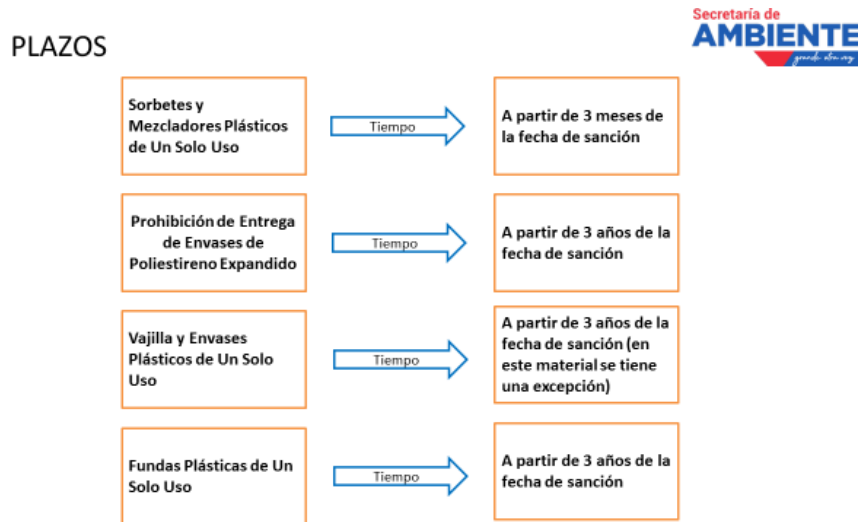 Secretaría de
AMBIENTE
grande otra vez
PLAZOS
Sorbetes y
Mezcladores Plásticos
de Un Solo Uso
Tiempo
A partir de 3 meses de
la fecha de sanción
Prohibición de Entrega
de Envases de
Poliestireno Expandido
Tiempo
A partir de 3 años de la
fecha de sanción
Vajilla y Envases
Plásticos de Un Solo
Uso
Tiempo
A partir de 3 años de la
fecha de sanción (en
este material se tiene
una excepción)
Fundas Plásticas de Un
Solo Uso
Tiempo
A partir de 3 años de la
fecha de sanción